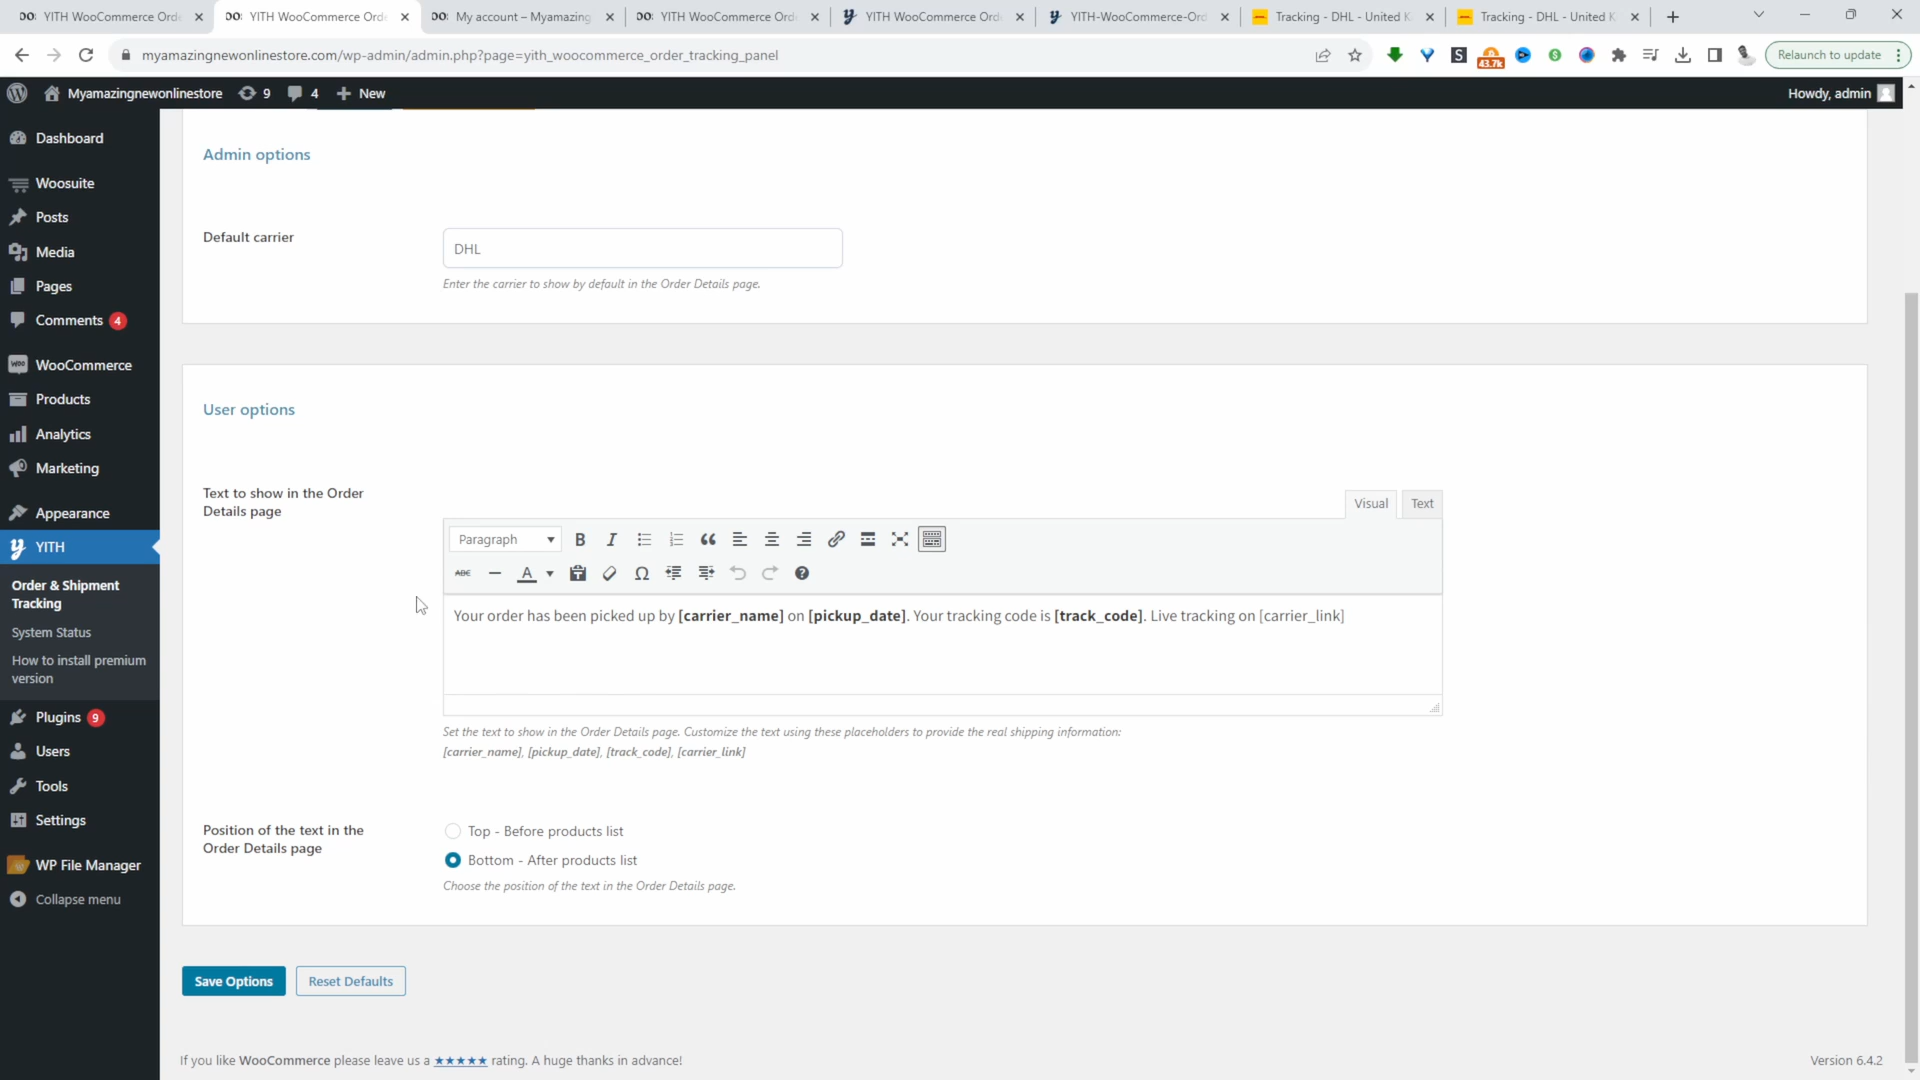 YITH WooCommerce Orde
YITH WooCommerce Orde
My account – Myamazing
YITH WooCommerce Ord
YITH WooCommerce Ord
YITH-WooCommerce-Ord
Tracking - DHL - United K
Tracking - DHL - United K
myamazingnewonlinestore.com/wp-admin/admin.php?page=yith_woocommerce_order_tracking_panel
43.7k
Relaunch to update
Myamazingnewonlinestore
9
4
New
Howdy, admin
Dashboard
Woosuite
Posts
Media
Pages
Comments 4
WooCommerce
Products
Analytics
Marketing
Appearance
YITH
Order & Shipment
Tracking
System Status
How to install premium
version
Plugins 9
Users
Tools
Settings
WP File Manager
Collapse menu
Admin options
Default carrier
DHL
Enter the carrier to show by default in the Order Details page.
User options
Text to show in the Order
Details page
Visual
Text
Paragraph
Your order has been picked up by [carrier_name] on [pickup_date]. Your tracking code is [track_code]. Live tracking on [carrier_link]
Set the text to show in the Order Details page. Customize the text using these placeholders to provide the real shipping information:
[carrier_name], [pickup_date], [track_code], [carrier_link]
Position of the text in the
Order Details page
Top - Before products list
Bottom - After products list
Choose the position of the text in the Order Details page.
Save Options
Reset Defaults
If you like WooCommerce please leave us a ★★★★★ rating. A huge thanks in advance!
Version 6.4.2